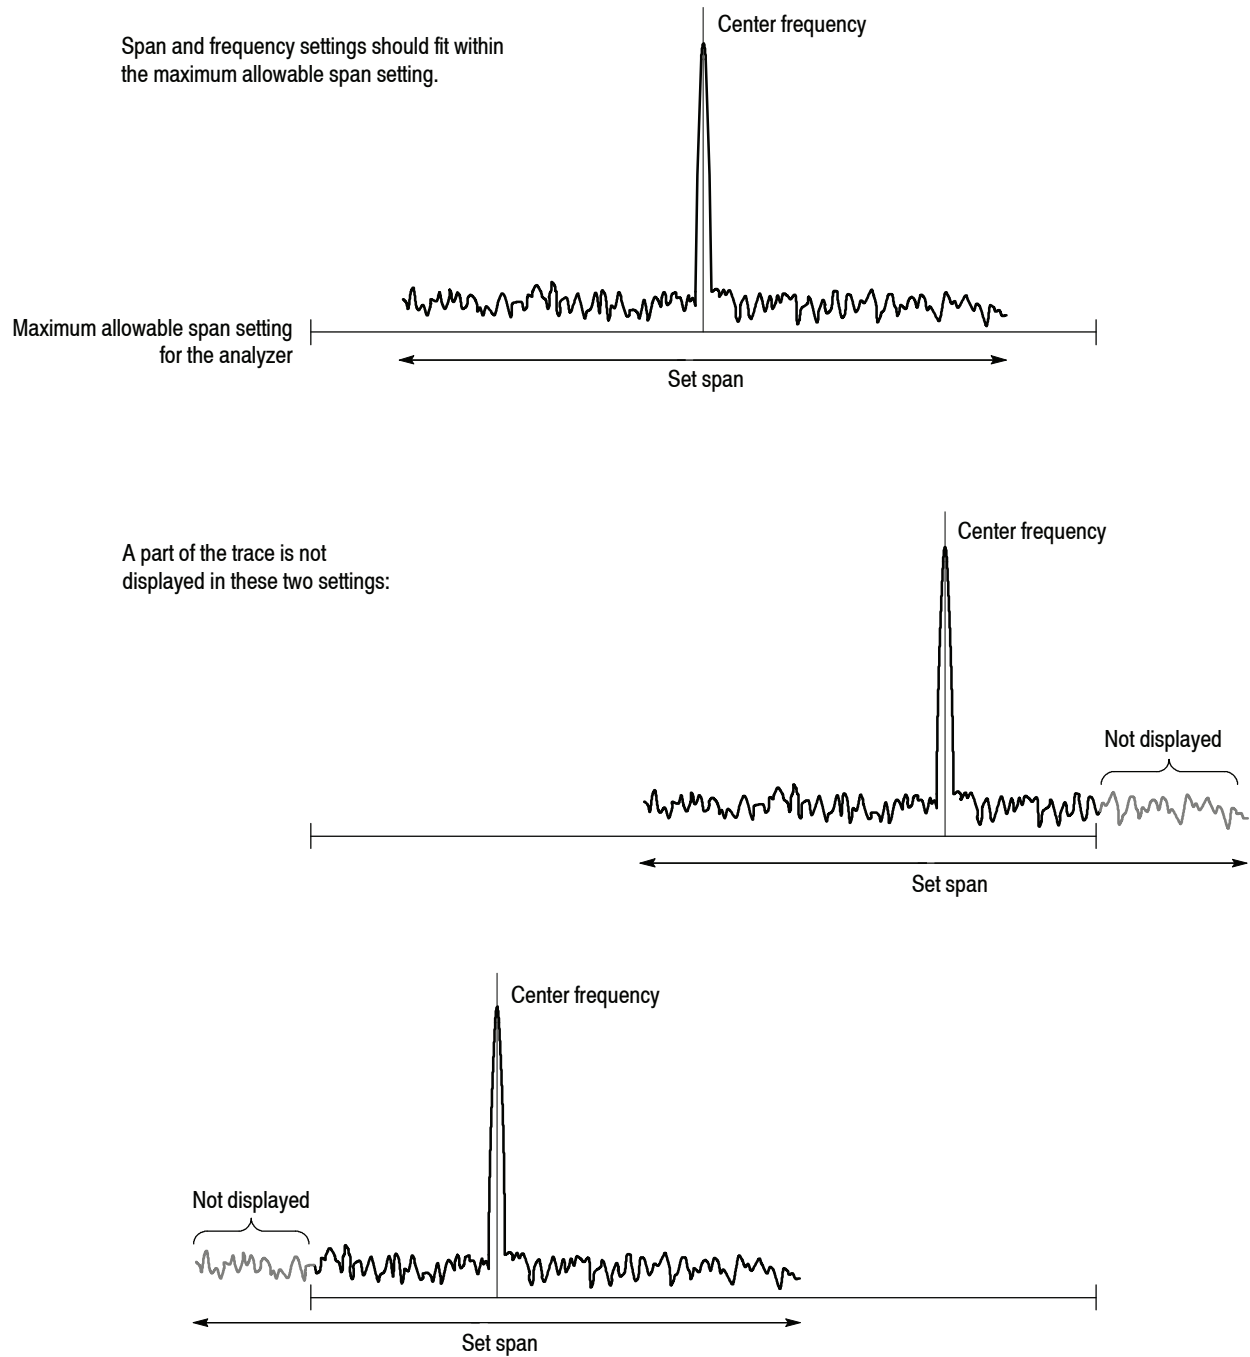 Center frequency
Span and frequency settings should fit within
the maximum allowable span setting.
Maximum allowable span setting
for the analyzer
Set span
Center frequency
A part of the trace is not
displayed in these two settings:
Not displayed
Set span
Center frequency
Not displayed
Set span